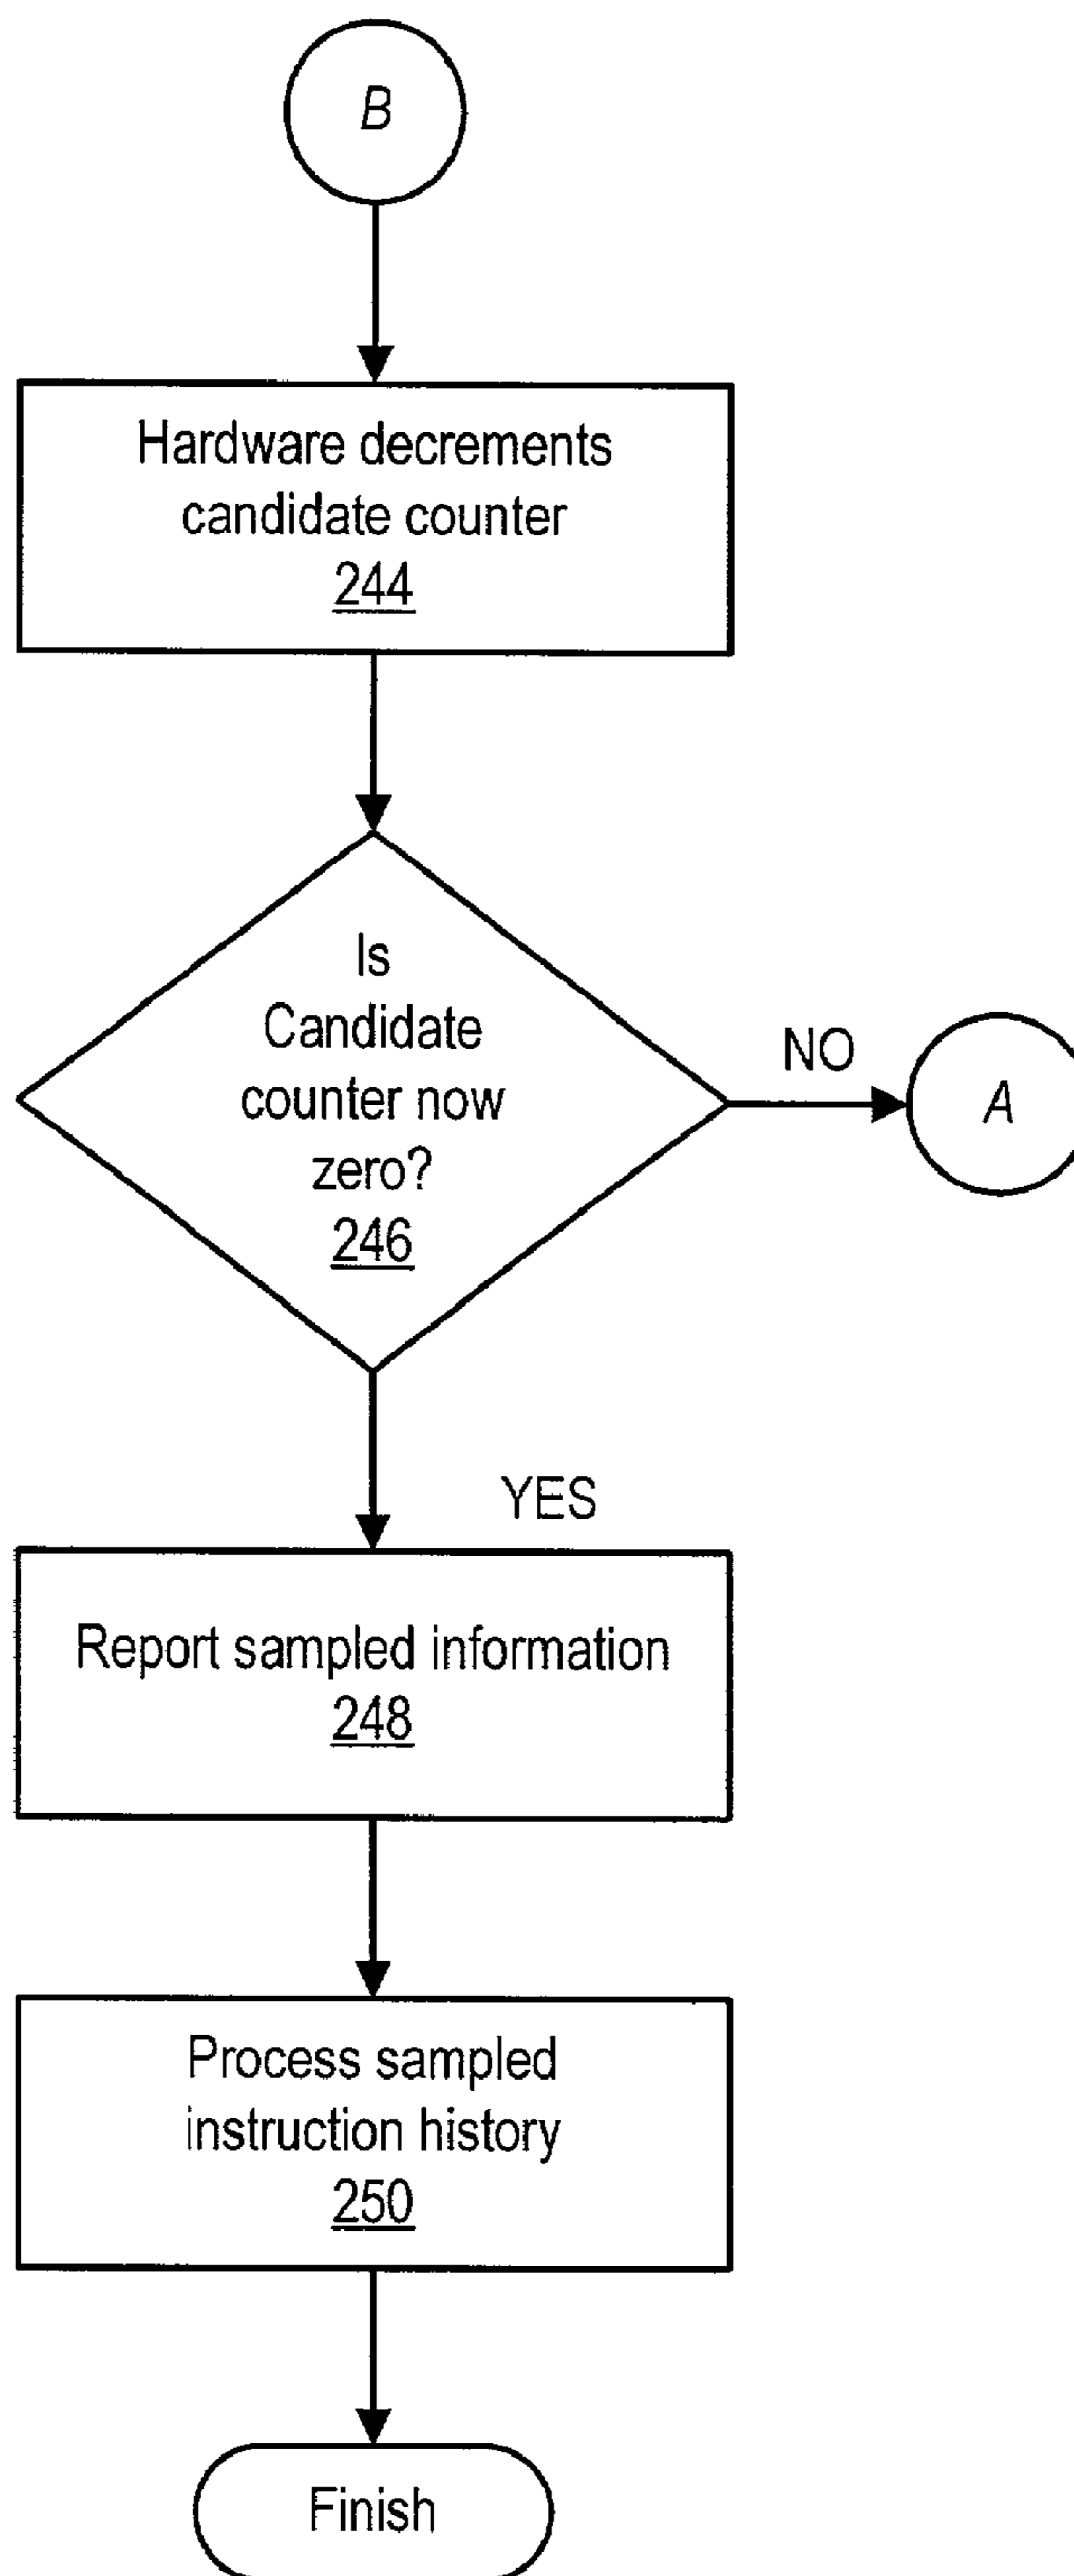 B
Hardware decrements
candidate counter
244
Is
Candidate
counter now
zero?
246
NO
A
YES
Report sampled information
248
Process sampled
instruction history
250
Finish